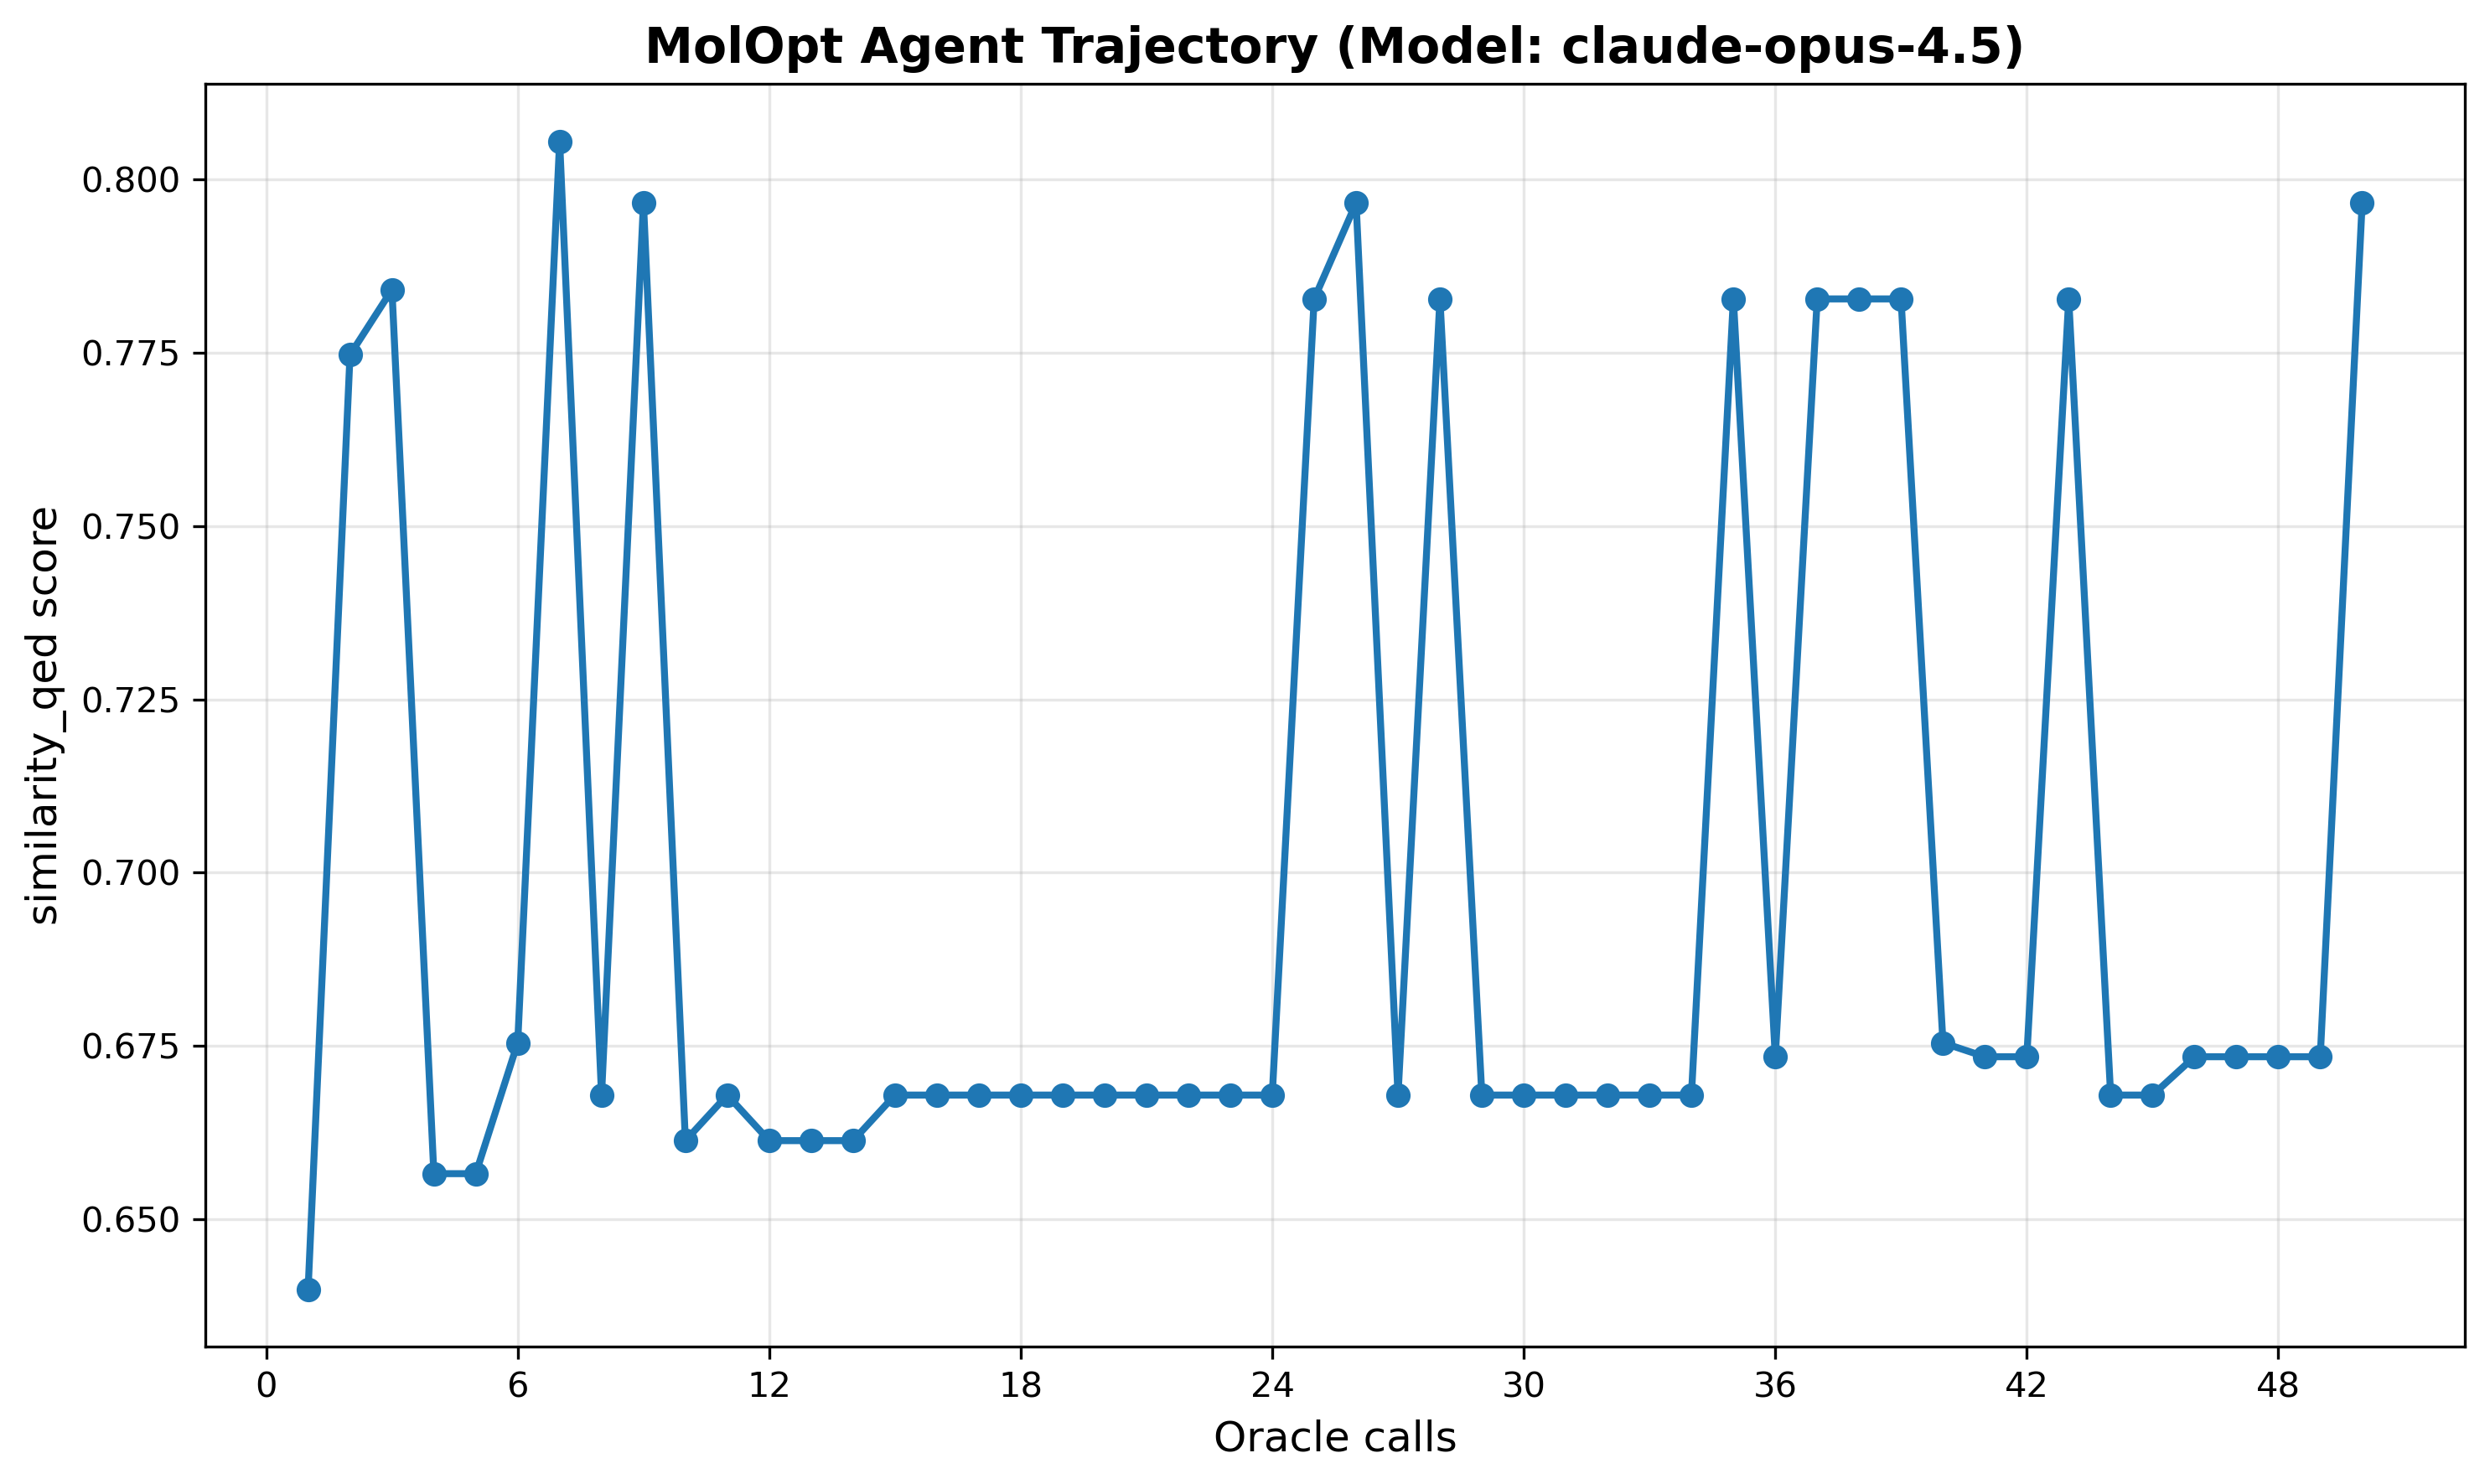 MolOpt Agent Trajectory (Model: claude-opus-4.5)
similarity_qed score
0.800
0.775
0.750
0.725
0.700
0.675
0.650
0 6 12 18 24 30 36 42 48
Oracle calls